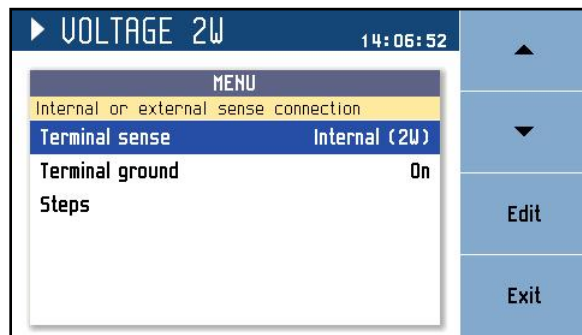 VOLTAGE 2W
14:06:52
MENU
Internal or external sense connection
Terminal sense Internal (2W)
Terminal ground On
Steps
Edit
Exit